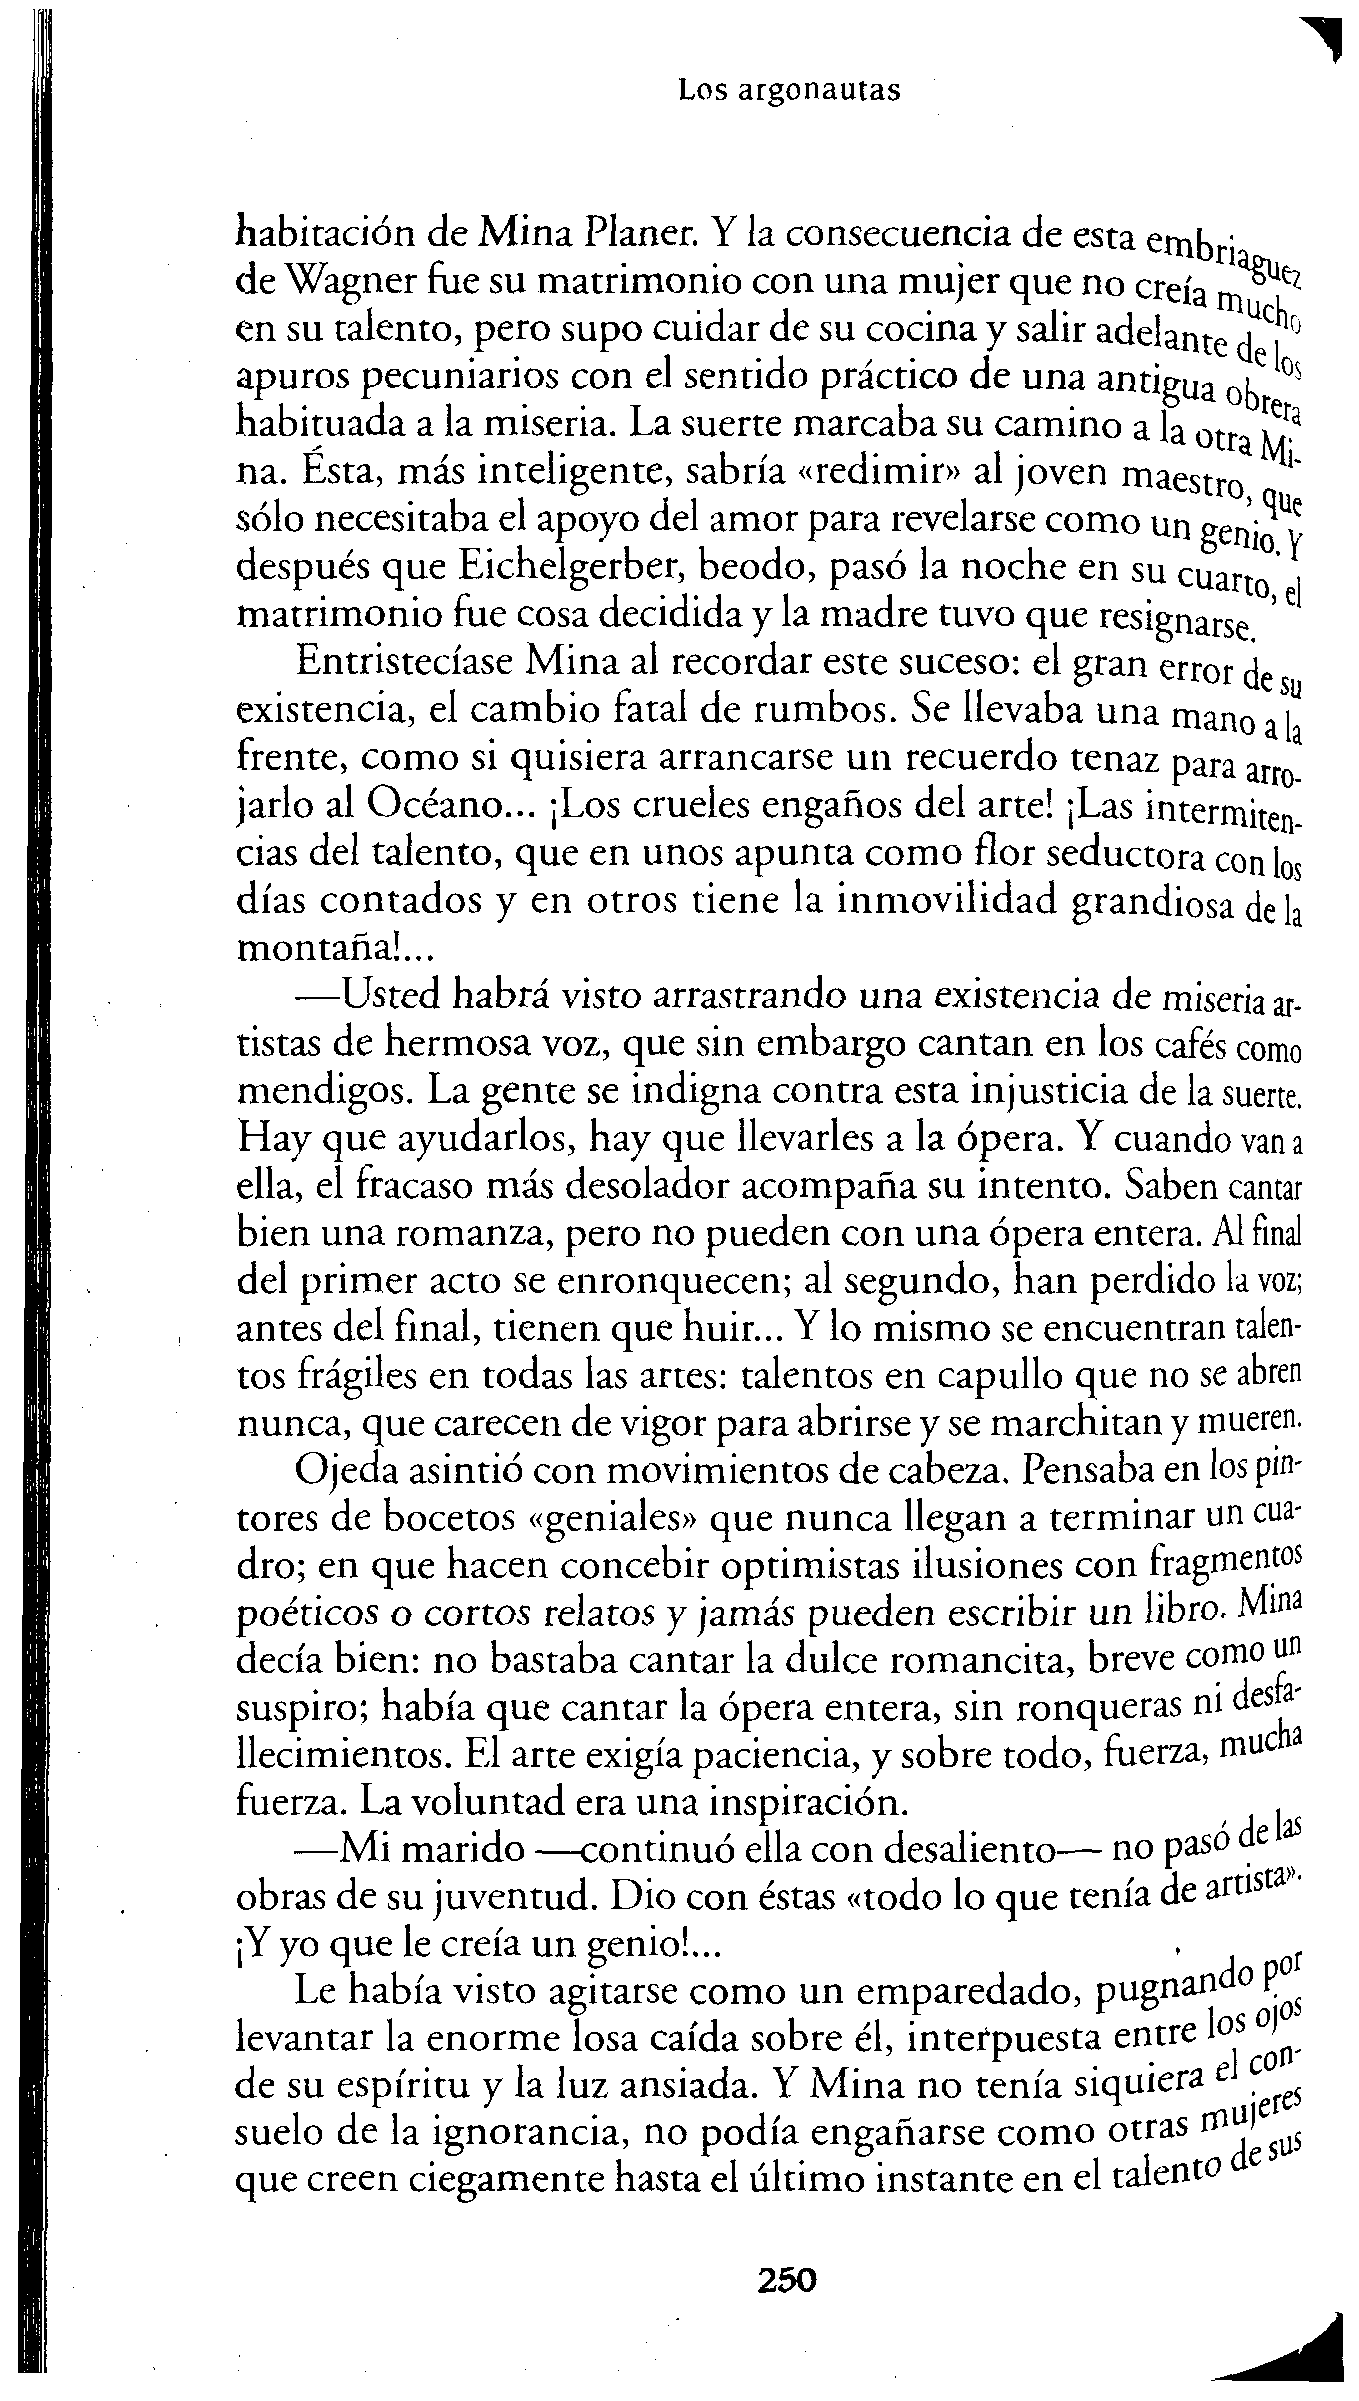 Los argonautas
habitación de Mina Planer. Y la consecuencia de esta embriaguez
de Wagner fue su matrimonio con una mujer que no creía mucho
en su talento, pero supo cuidar de su cocina y salir adelante de los
apuros pecuniarios con el sentido práctico de una antigua obrera
habituada a la miseria. La suerte marcaba su camino a la otra Mi-
na. Ésta, más inteligente, sabría «redimir» al joven maestro, que
sólo necesitaba el apoyo del amor para revelarse como un genio. Y
después que Eichelgerber, beodo, pasó la noche en su cuarto, el
matrimonio fue cosa decidida y la madre tuvo que resignarse.
Entristecíase Mina al recordar este suceso: el gran error de su
existencia, el cambio fatal de rumbos. Se llevaba una mano a la
frente, como si quisiera arrancarse un recuerdo tenaz para arro-
jarlo al Océano... ¡Los crueles engaños del arte! ¡Las intermiten-
cias del talento, que en unos apunta como flor seductora con los
días contados y en otros tiene la inmovilidad grandiosa de la
montaña!...
—Usted habrá visto arrastrando una existencia de miseria ar-
tistas de hermosa voz, que sin embargo cantan en los cafés como
mendigos. La gente se indigna contra esta injusticia de la suerte.
Hay que ayudarlos, hay que llevarles a la ópera. Y cuando van a
ella, el fracaso más desolador acompaña su intento. Saben cantar
bien una romanza, pero no pueden con una ópera entera. Al final
del primer acto se enronquecen; al segundo, han perdido la voz;
antes del final, tienen que huir... Y lo mismo se encuentran talen-
tos frágiles en todas las artes: talentos en capullo que no se abren
nunca, que carecen de vigor para abrirse y se marchitan y mueren.
Ojeda asintió con movimientos de cabeza. Pensaba en los pin-
tores de bocetos «geniales» que nunca llegan a terminar un cua-
dro; en que hacen concebir optimistas ilusiones con fragmentos
poéticos o cortos relatos y jamás pueden escribir un libro. Mina
decía bien: no bastaba cantar la dulce romancita, breve como un
suspiro; había que cantar la ópera entera, sin ronqueras ni desfa-
llecimientos. El arte exigía paciencia, y sobre todo, fuerza, mucha
fuerza. La voluntad era una inspiración.
—Mi marido —continuó ella con desaliento— no pasó de las
obras de su juventud. Dio con éstas «todo lo que tenía de artista».
¡Y yo que le creía un genio!...
Le había visto agitarse como un emparedado, pugnando por
levantar la enorme losa caída sobre él, interpuesta entre los ojos
de su espíritu y la luz ansiada. Y Mina no tenía siquiera el con-
suelo de la ignorancia, no podía engañarse como otras mujeres
que creen ciegamente hasta el último instante en el talento de sus
250